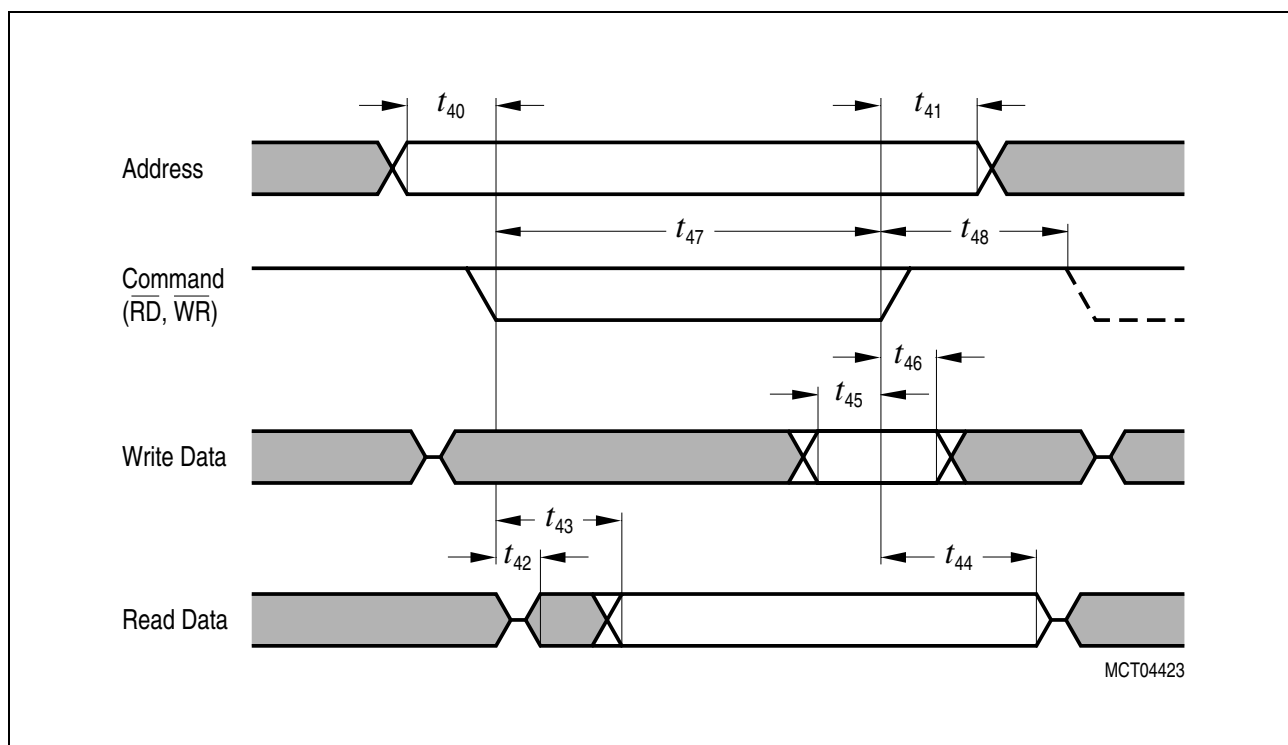 t40 t41
Address
t47 t48
Command
(RD, WR)
t46
t45
Write Data
t43
t42 t44
Read Data
MCT04423